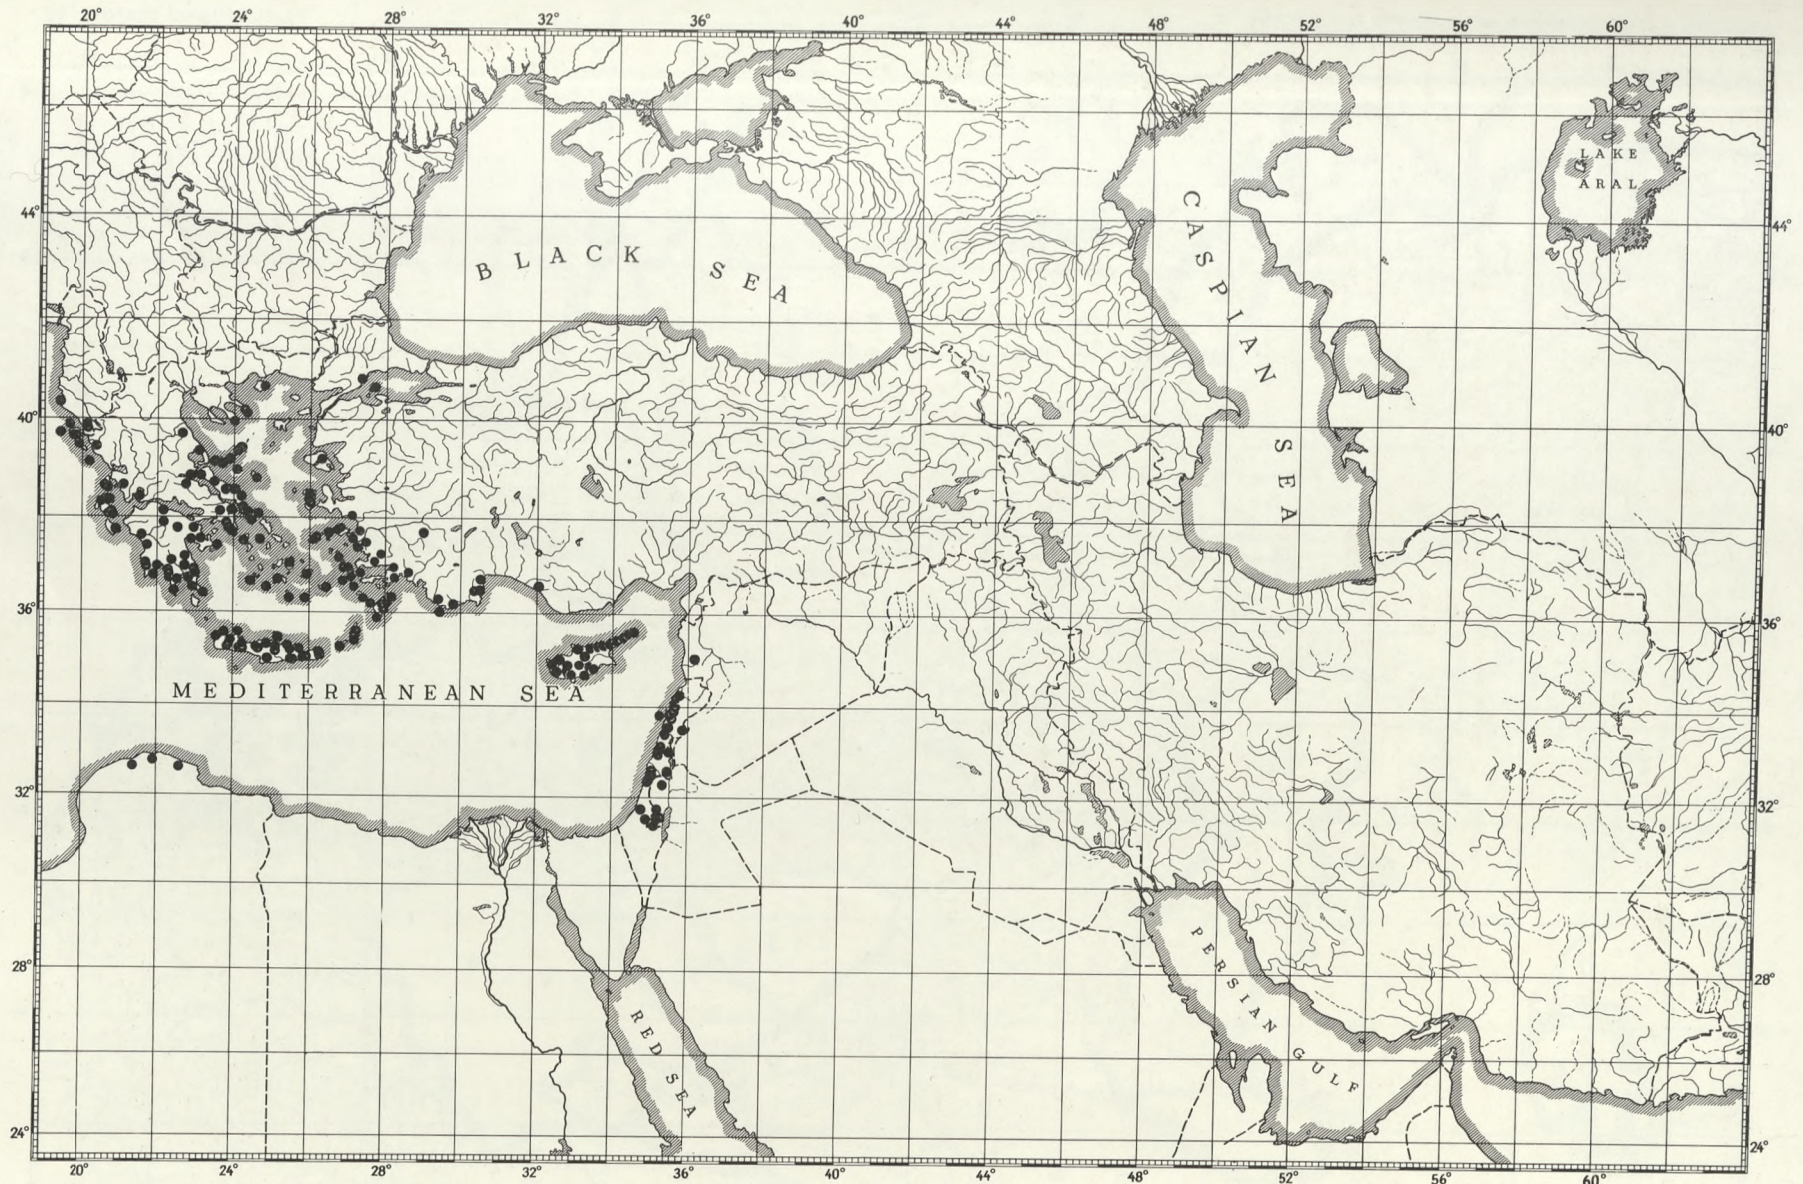 20° 24° 28° 32° 36° 40° 44° 48° 52° 56° 60°
LAKE
ARAL
44° 44°
CASPIAN SEA
BLACK SEA
40° 40°
36° 36°
MEDITERRANEAN SEA
32° 32°
PERSIAN GULF
28° 28°
RED SEA
24° 24°
20° 24° 28° 32° 36° 40° 44° 48° 52° 56° 60°